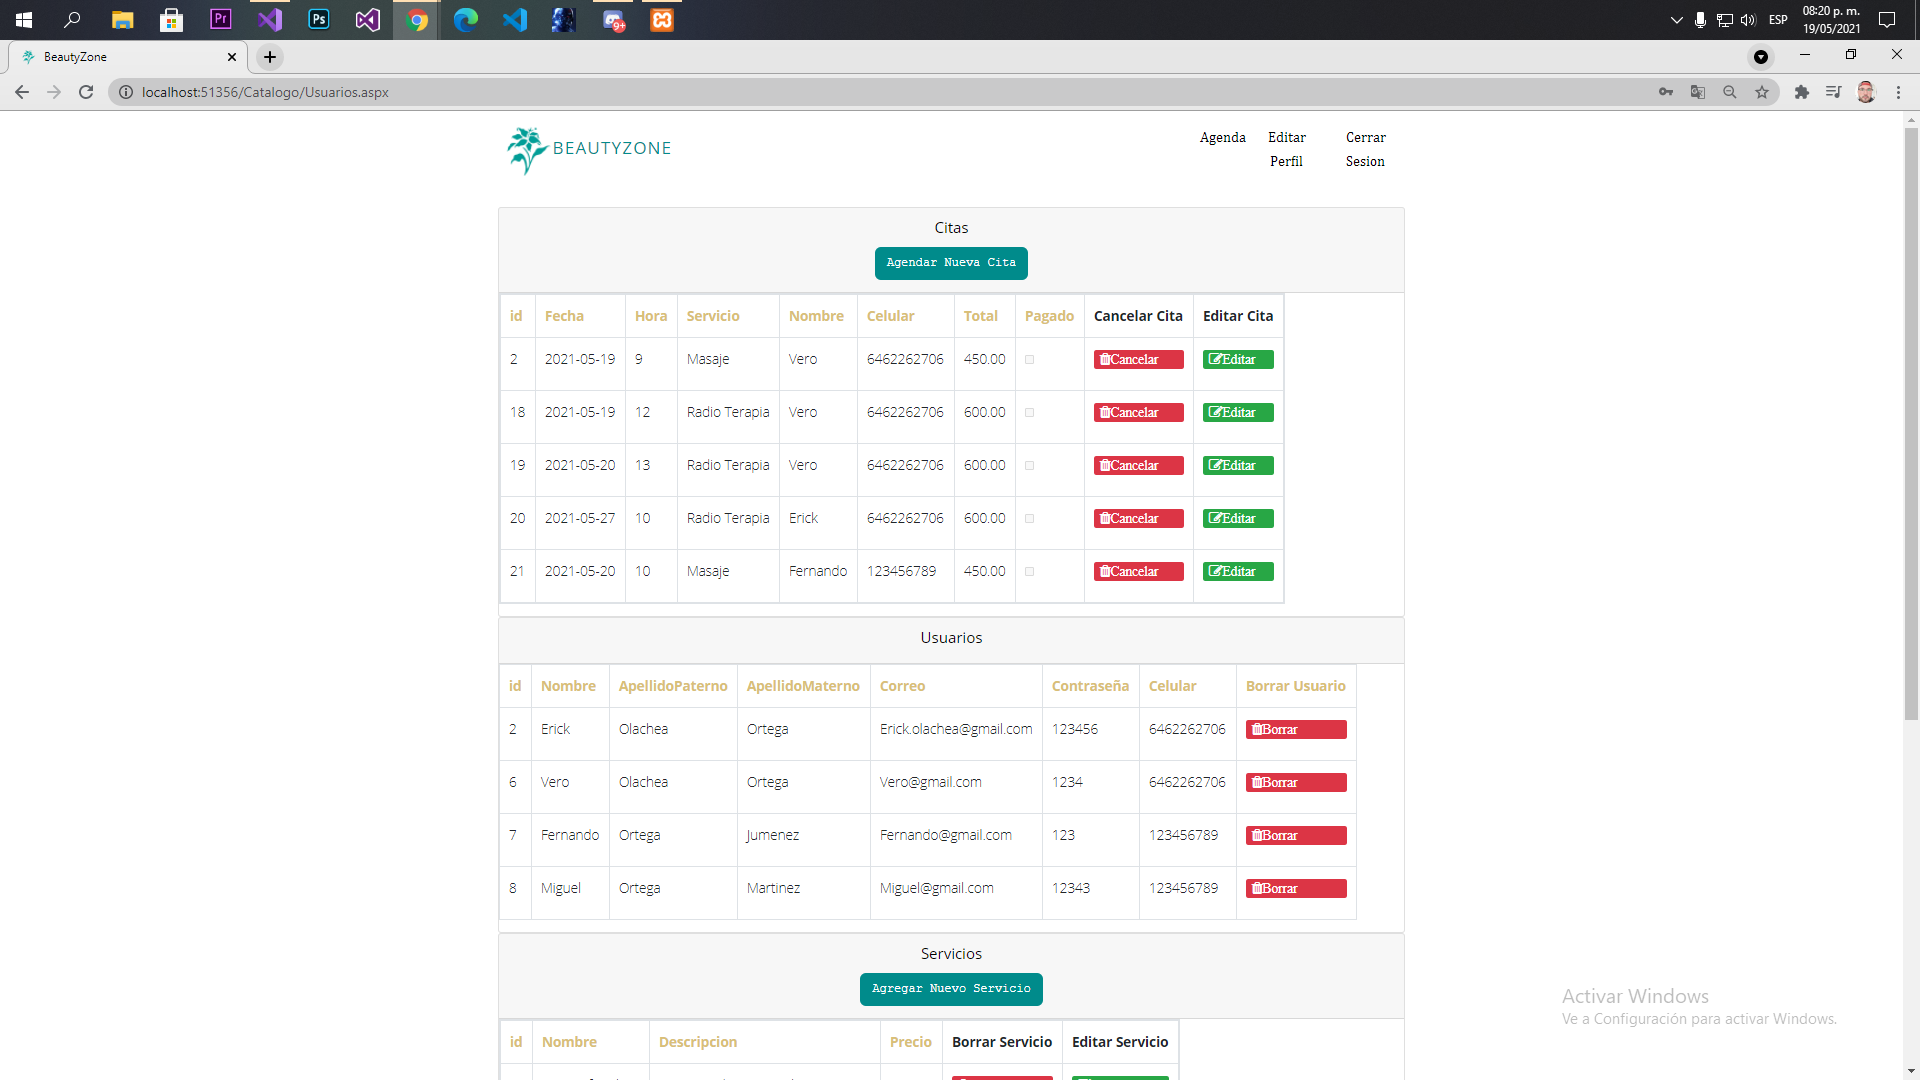 08:20 p. m.
ESP
19/05/2021
Pr
Ps
9+
BeautyZone
localhost:51356/Catalogo/Usuarios.aspx
BEAUTYZONE
Agenda Editar Perfil Cerrar Sesion
Citas
Agendar Nueva Cita
id Fecha Hora Servicio Nombre Celular Total Pagado Cancelar Cita Editar Cita
2 2021-05-19 9 Masaje Vero 6462262706 450.00 Cancelar Editar
18 2021-05-19 12 Radio Terapia Vero 6462262706 600.00 Cancelar Editar
19 2021-05-20 13 Radio Terapia Vero 6462262706 600.00 Cancelar Editar
20 2021-05-27 10 Radio Terapia Erick 6462262706 600.00 Cancelar Editar
21 2021-05-20 10 Masaje Fernando 123456789 450.00 Cancelar Editar
Usuarios
id Nombre ApellidoPaterno ApellidoMaterno Correo Contraseña Celular Borrar Usuario
2 Erick Olachea Ortega Erick.olachea@gmail.com 123456 6462262706 Borrar
6 Vero Olachea Ortega Vero@gmail.com 1234 6462262706 Borrar
7 Fernando Ortega Jumenez Fernando@gmail.com 123 123456789 Borrar
8 Miguel Ortega Martinez Miguel@gmail.com 12343 123456789 Borrar
Servicios
Agregar Nuevo Servicio
id Nombre Descripcion Precio Borrar Servicio Editar Servicio
Activar Windows
Ve a Configuración para activar Windows.